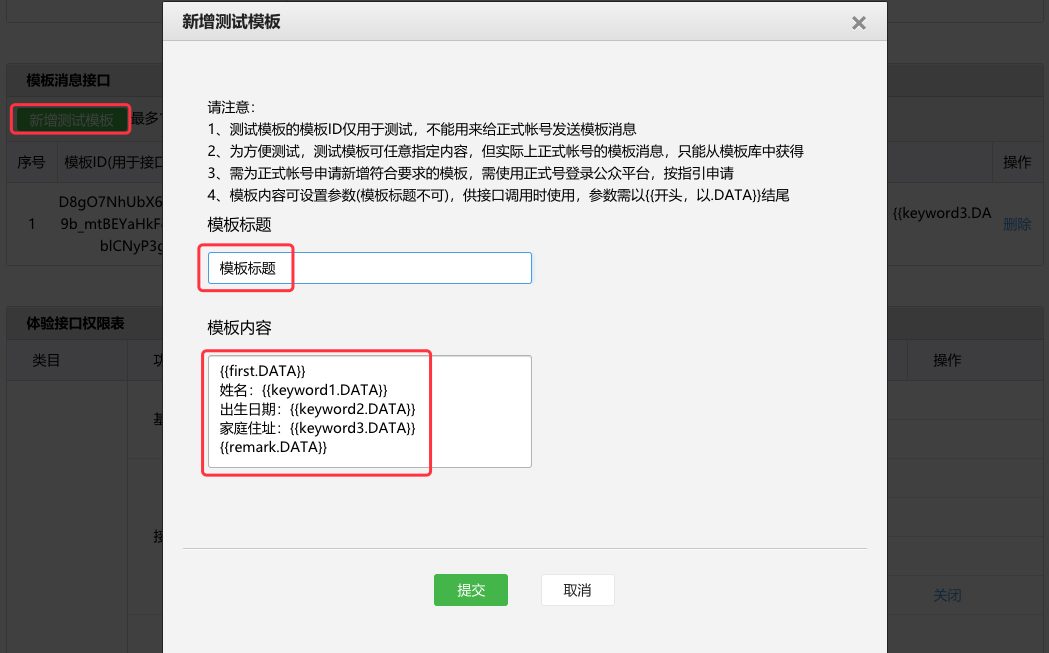 新增测试模板
模板消息接口
新增测试模板
请注意：
1、测试模板的模板ID仅用于测试，不能用来给正式帐号发送模板消息
2、为方便测试，测试模板可任意指定内容，但实际上正式帐号的模板消息，只能从模板库中获得
3、需为正式帐号申请新增符合要求的模板，需使用正式号登录公众平台，按指引申请
4、模板内容可设置参数(模板标题不可)，供接口调用时使用，参数需以{{开头，以.DATA}}结尾
最多
序号 模板ID(用于接口 操作
1
D8gO7NhUbX6
9b_mtBEYaHkF
blCNyP3g
{{keyword3.DA
删除
模板标题
模板标题
模板内容
{{first.DATA}}
姓名：{{keyword1.DATA}}
出生日期：{{keyword2.DATA}}
家庭住址：{{keyword3.DATA}}
{{remark.DATA}}
体验接口权限表
类目 操作
关闭
提交 取消